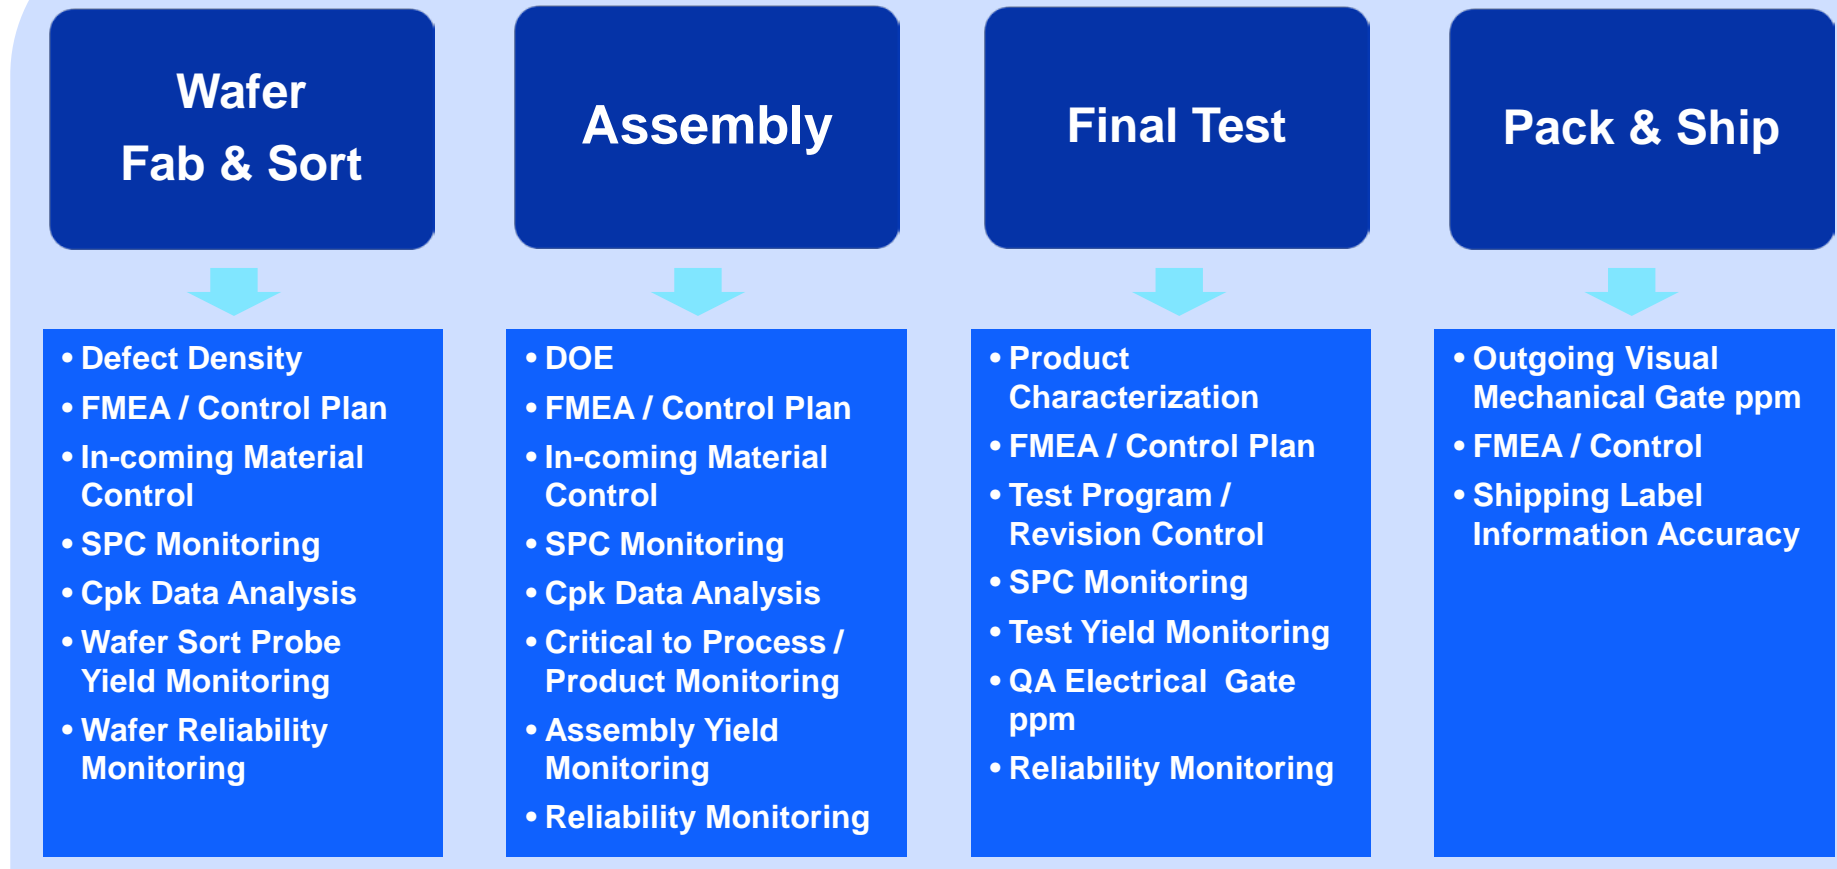 Wafer
Fab & Sort
• Defect Density
• FMEA / Control Plan
• In-coming Material
Control
• SPC Monitoring
• Cpk Data Analysis
• Wafer Sort Probe
Yield Monitoring
• Wafer Reliability
Monitoring
Assembly
• DOE
• FMEA / Control Plan
• In-coming Material
Control
• SPC Monitoring
• Cpk Data Analysis
• Critical to Process /
Product Monitoring
• Assembly Yield
Monitoring
• Reliability Monitoring
Final Test
• Product
Characterization
• FMEA / Control Plan
• Test Program /
Revision Control
• SPC Monitoring
• Test Yield Monitoring
• QA Electrical  Gate
ppm
• Reliability Monitoring
Pack & Ship
• Outgoing Visual
Mechanical Gate ppm
• FMEA / Control
• Shipping Label
Information Accuracy